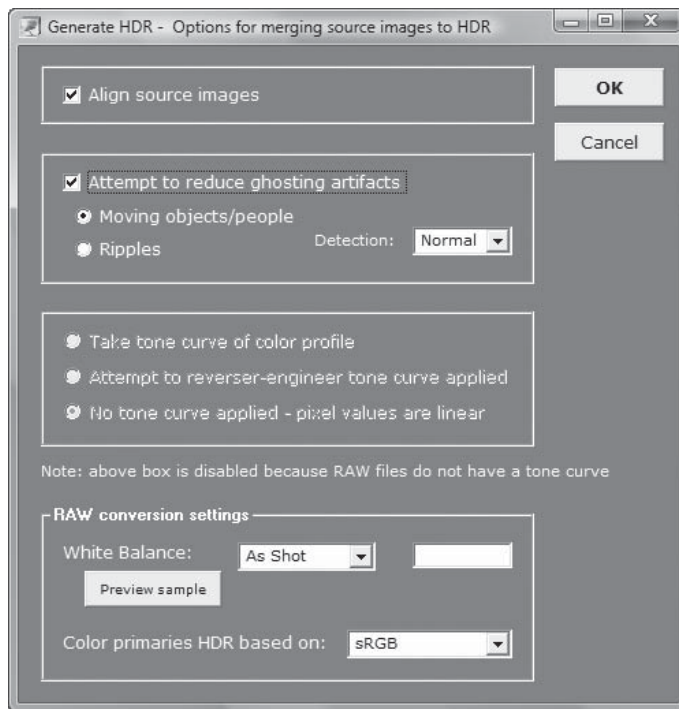 Generate HDR - Options for merging source images to HDR
Align source images
OK
Cancel
Attempt to reduce ghosting artifacts
Moving objects/people
Ripples
Detection:
Normal
Take tone curve of color profile
Attempt to reverser-engineer tone curve applied
No tone curve applied - pixel values are linear
Note: above box is disabled because RAW files do not have a tone curve
RAW conversion settings
White Balance:
As Shot
Preview sample
Color primaries HDR based on:
sRGB